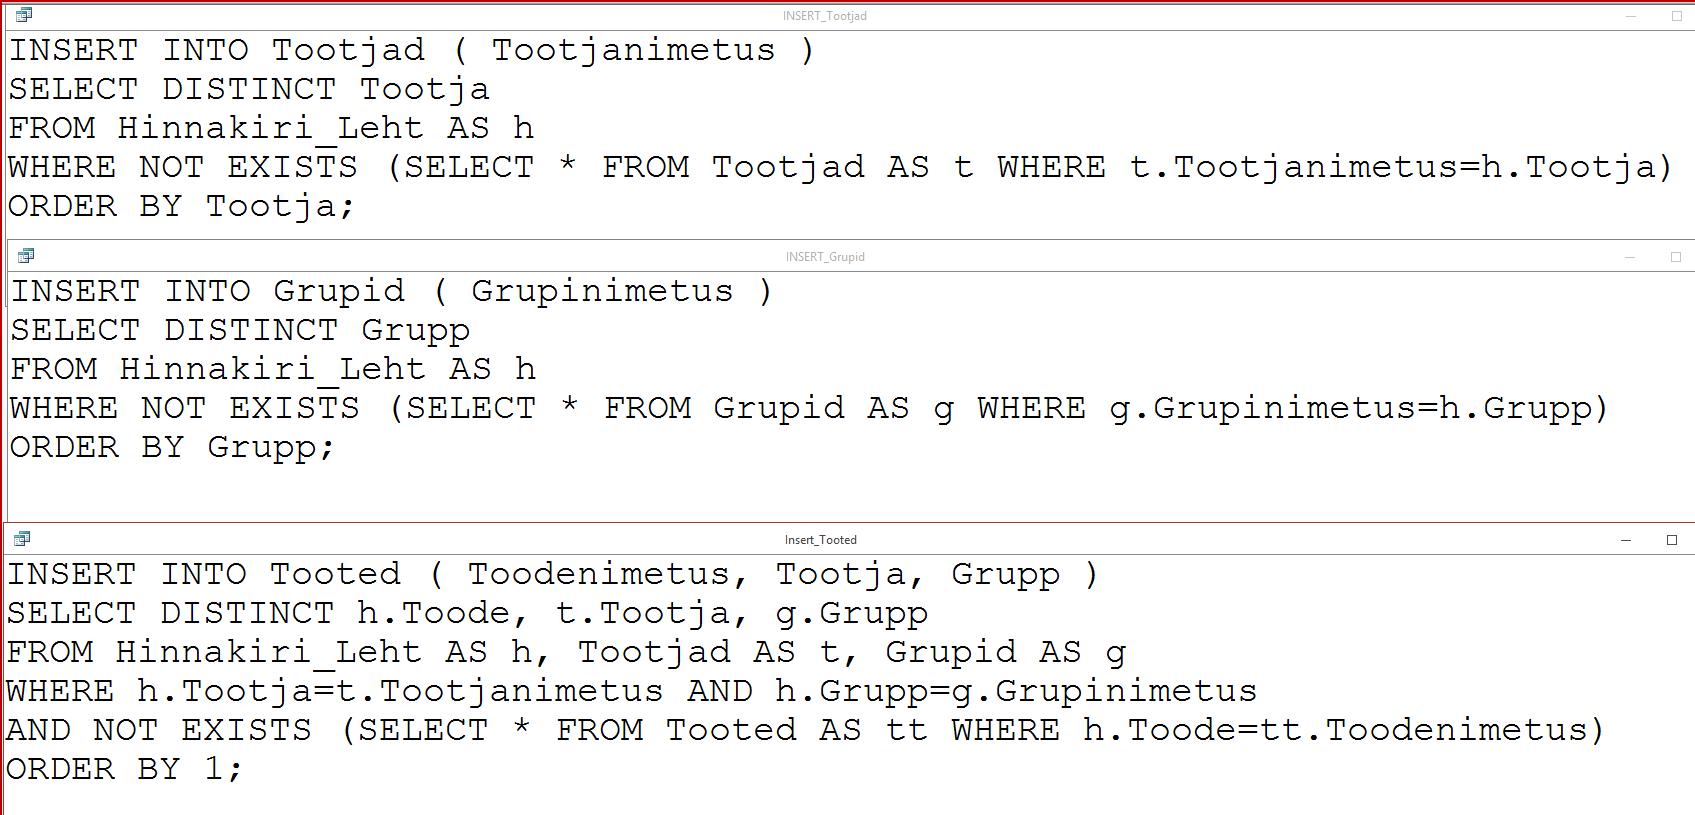 INSERT_Tootjad
INSERT INTO Tootjad ( Tootjanimetus )
SELECT DISTINCT Tootja
FROM Hinnakiri_Leht AS h
WHERE NOT EXISTS (SELECT * FROM Tootjad AS t WHERE t.Tootjanimetus=h.Tootja)
ORDER BY Tootja;
INSERT_Grupid
INSERT INTO Grupid ( Grupinimetus )
SELECT DISTINCT Grupp
FROM Hinnakiri_Leht AS h
WHERE NOT EXISTS (SELECT * FROM Grupid AS g WHERE g.Grupinimetus=h.Grupp)
ORDER BY Grupp;
Insert_Tooted
INSERT INTO Tooted ( Toodenimetus, Tootja, Grupp )
SELECT DISTINCT h.Toode, t.Tootja, g.Grupp
FROM Hinnakiri_Leht AS h, Tootjad AS t, Grupid AS g
WHERE h.Tootja=t.Tootjanimetus AND h.Grupp=g.Grupinimetus
AND NOT EXISTS (SELECT * FROM Tooted AS tt WHERE h.Toode=tt.Toodenimetus)
ORDER BY 1;